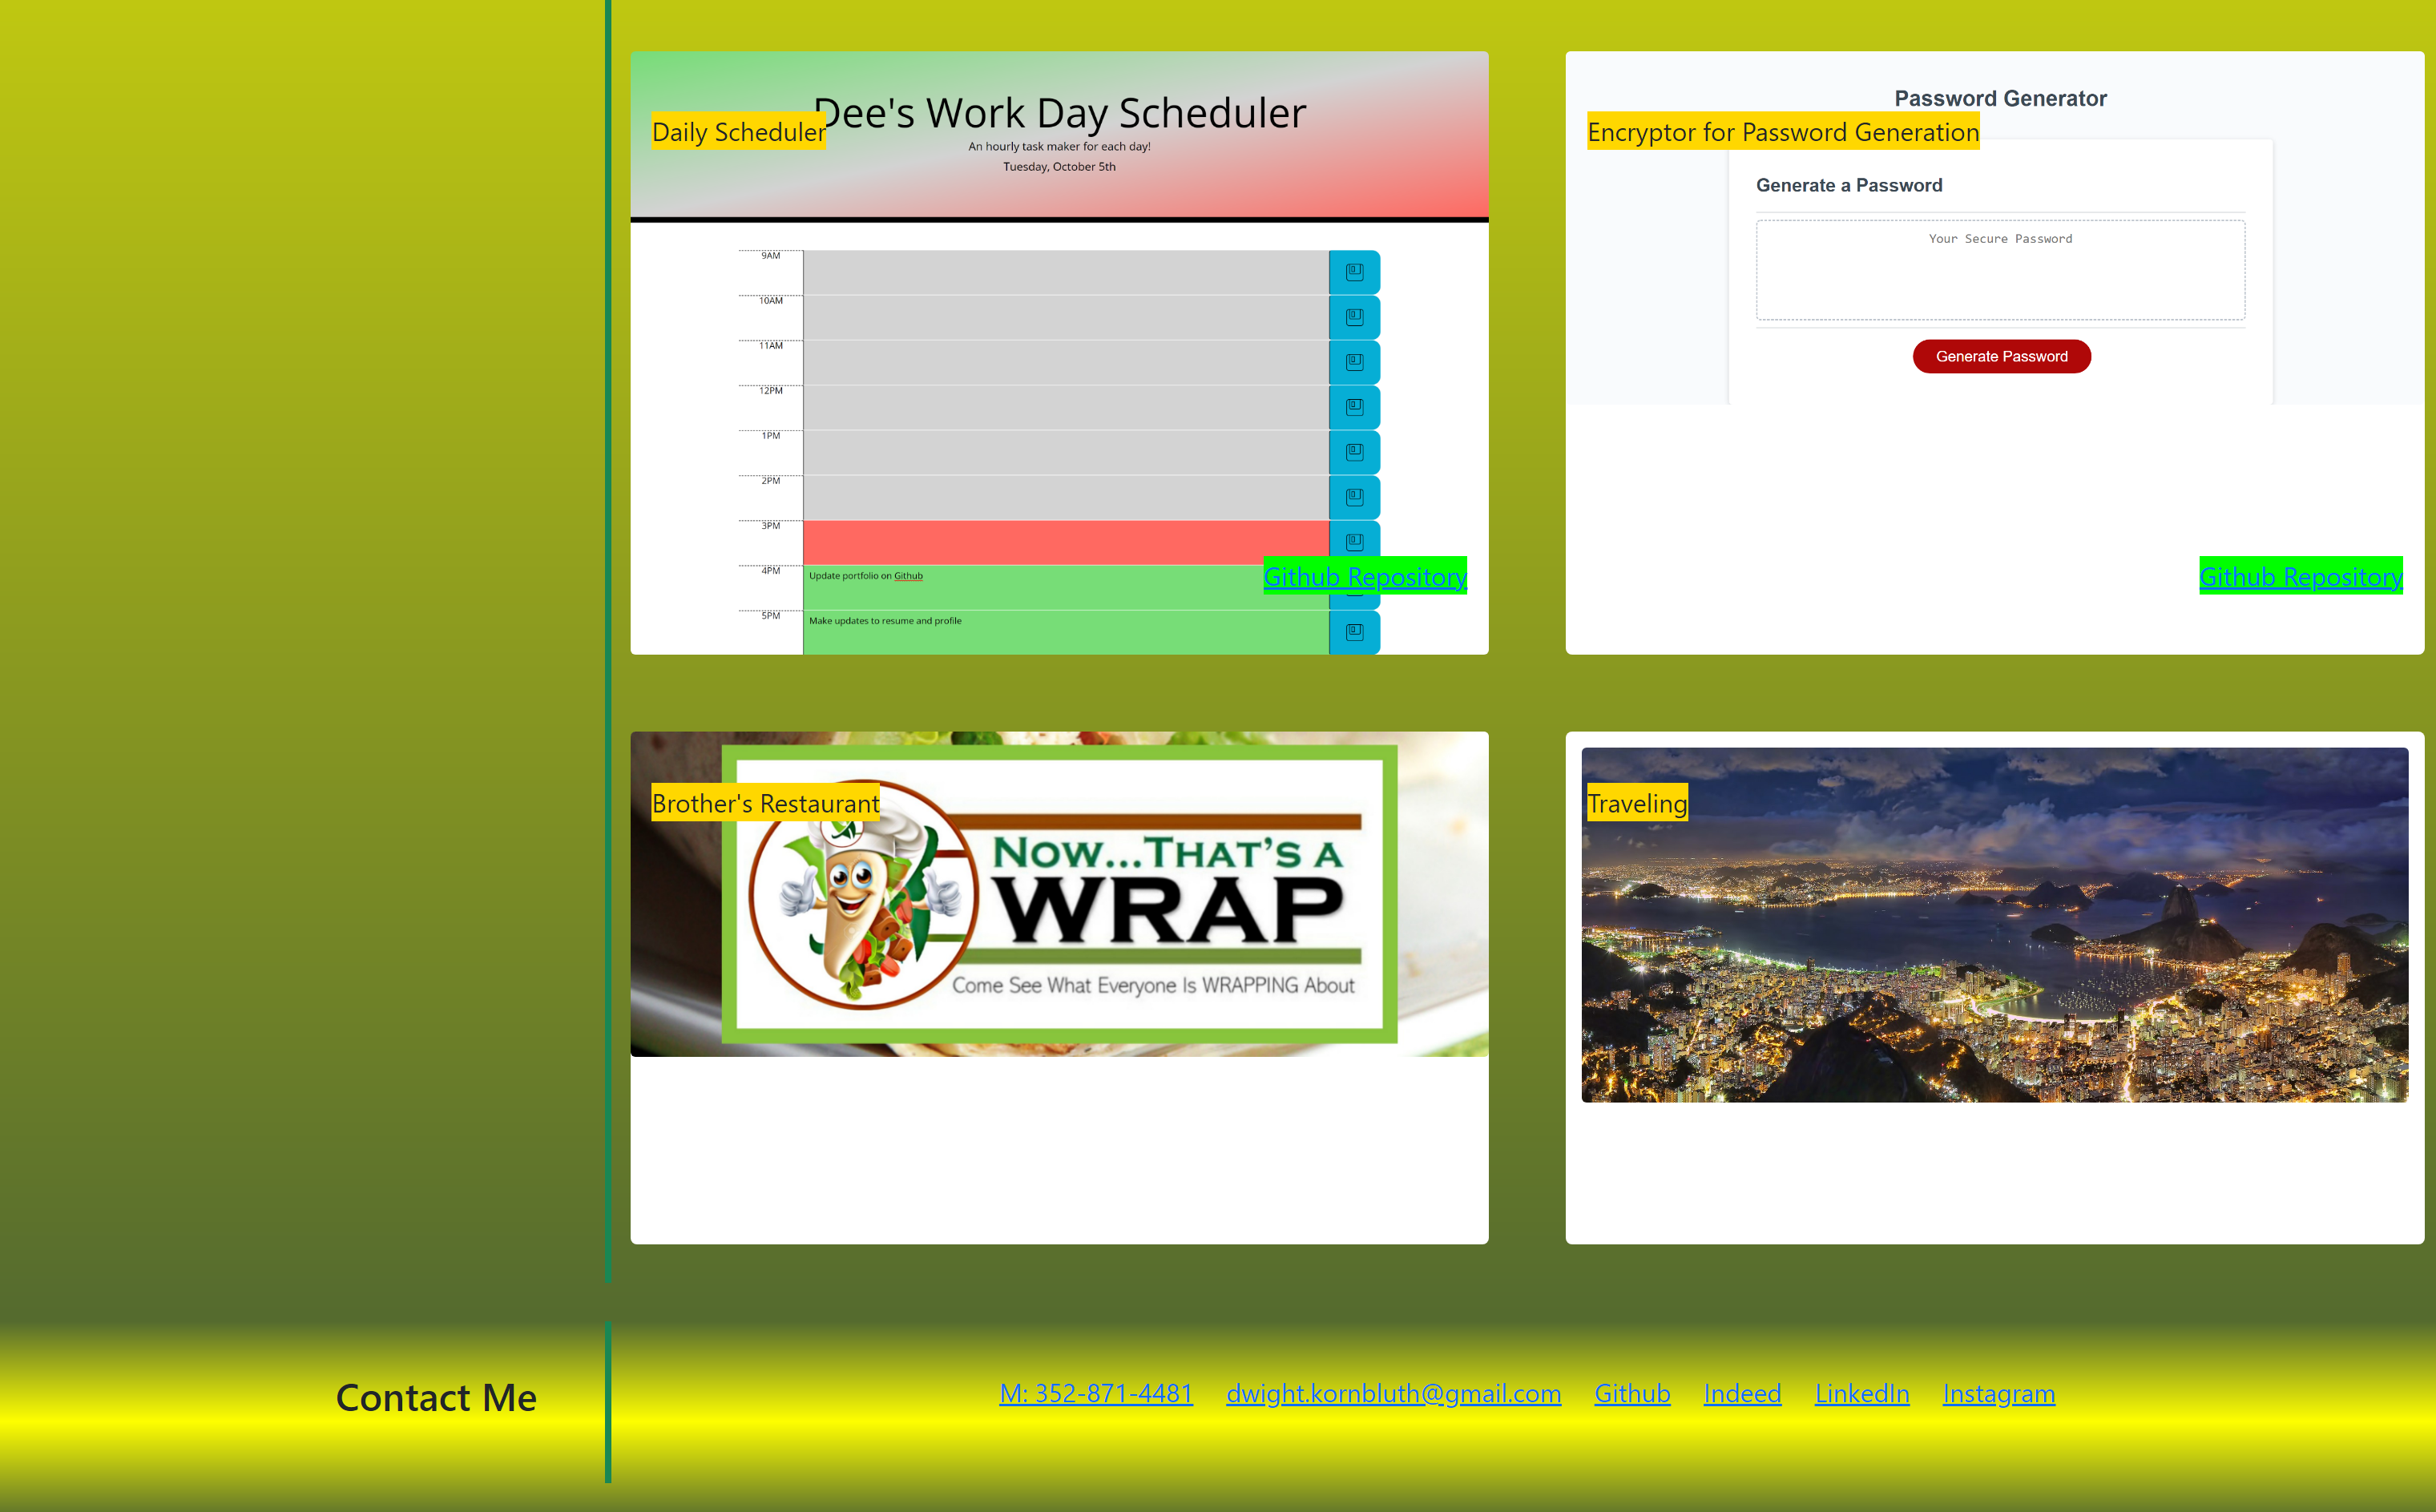 Dee's Work Day Scheduler
Daily Scheduler
An hourly task maker for each day!
Tuesday, October 5th
9AM
10AM
11AM
12PM
1PM
2PM
3PM
4PM Update portfolio on Github
Github Repository
5PM Make updates to resume and profile
Password Generator
Encryptor for Password Generation
Generate a Password
Your Secure Password
Generate Password
Github Repository
Brother's Restaurant
NOW...THAT'S A
WRAP
Come See What Everyone Is WRAPPING About
Traveling
Contact Me
M: 352-871-4481 dwight.kornbluth@gmail.com Github Indeed LinkedIn Instagram